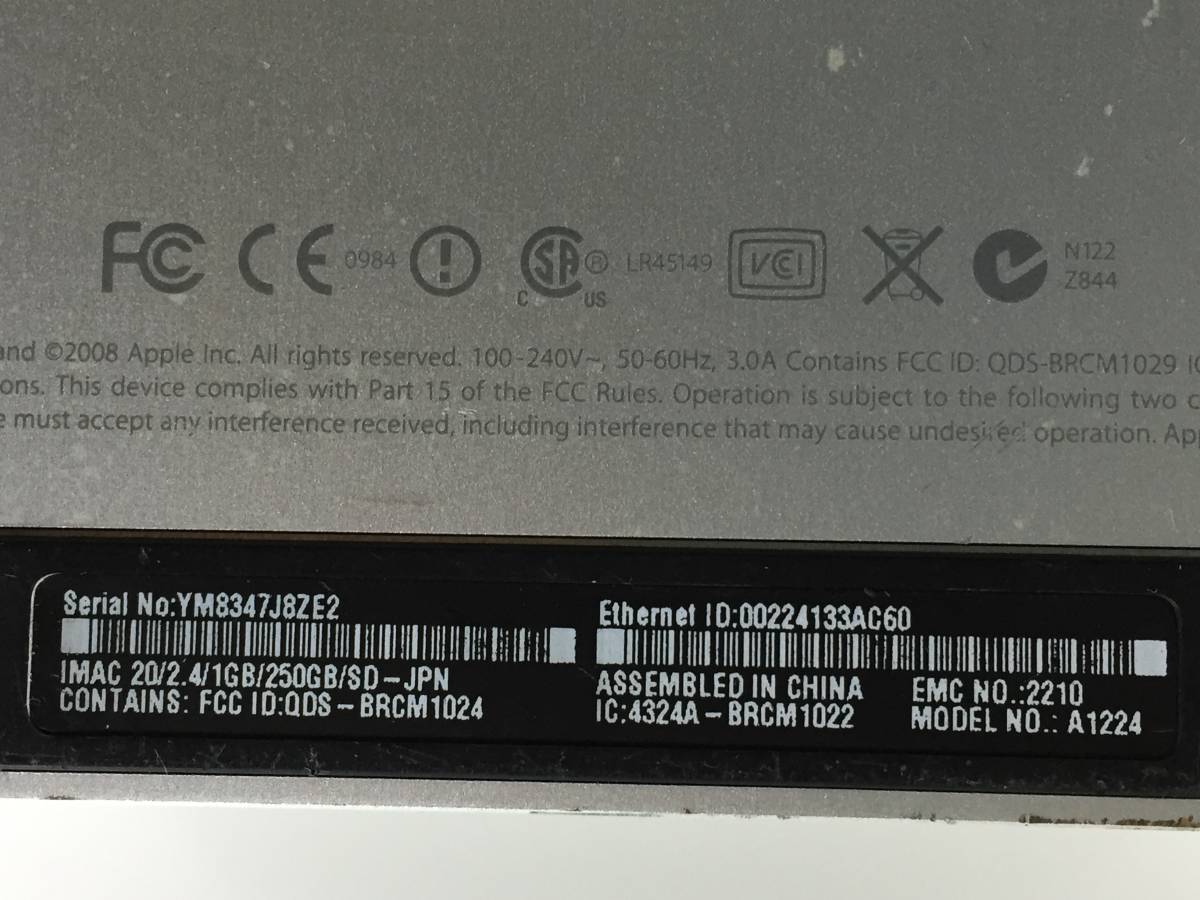 FC CE 0984 C SA ® US LR45149 VCI N122
Z844
and ©2008 Apple Inc. All rights reserved. 100-240V~, 50-60Hz, 3.0A Contains FCC ID: QDS-BRCM1029 IC
ons. This device complies with Part 15 of the FCC Rules. Operation is subject to the following two c
e must accept any interference received, including interference that may cause undesired operation. App
Serial No:YM8347J8ZE2
IMAC 20/2.4/1GB/250GB/SD-JPN
CONTAINS: FCC ID:QDS-BRCM1024
Ethernet ID:00224133AC60
ASSEMBLED IN CHINA EMC NO.:2210
IC:4324A-BRCM1022 MODEL NO.: A1224